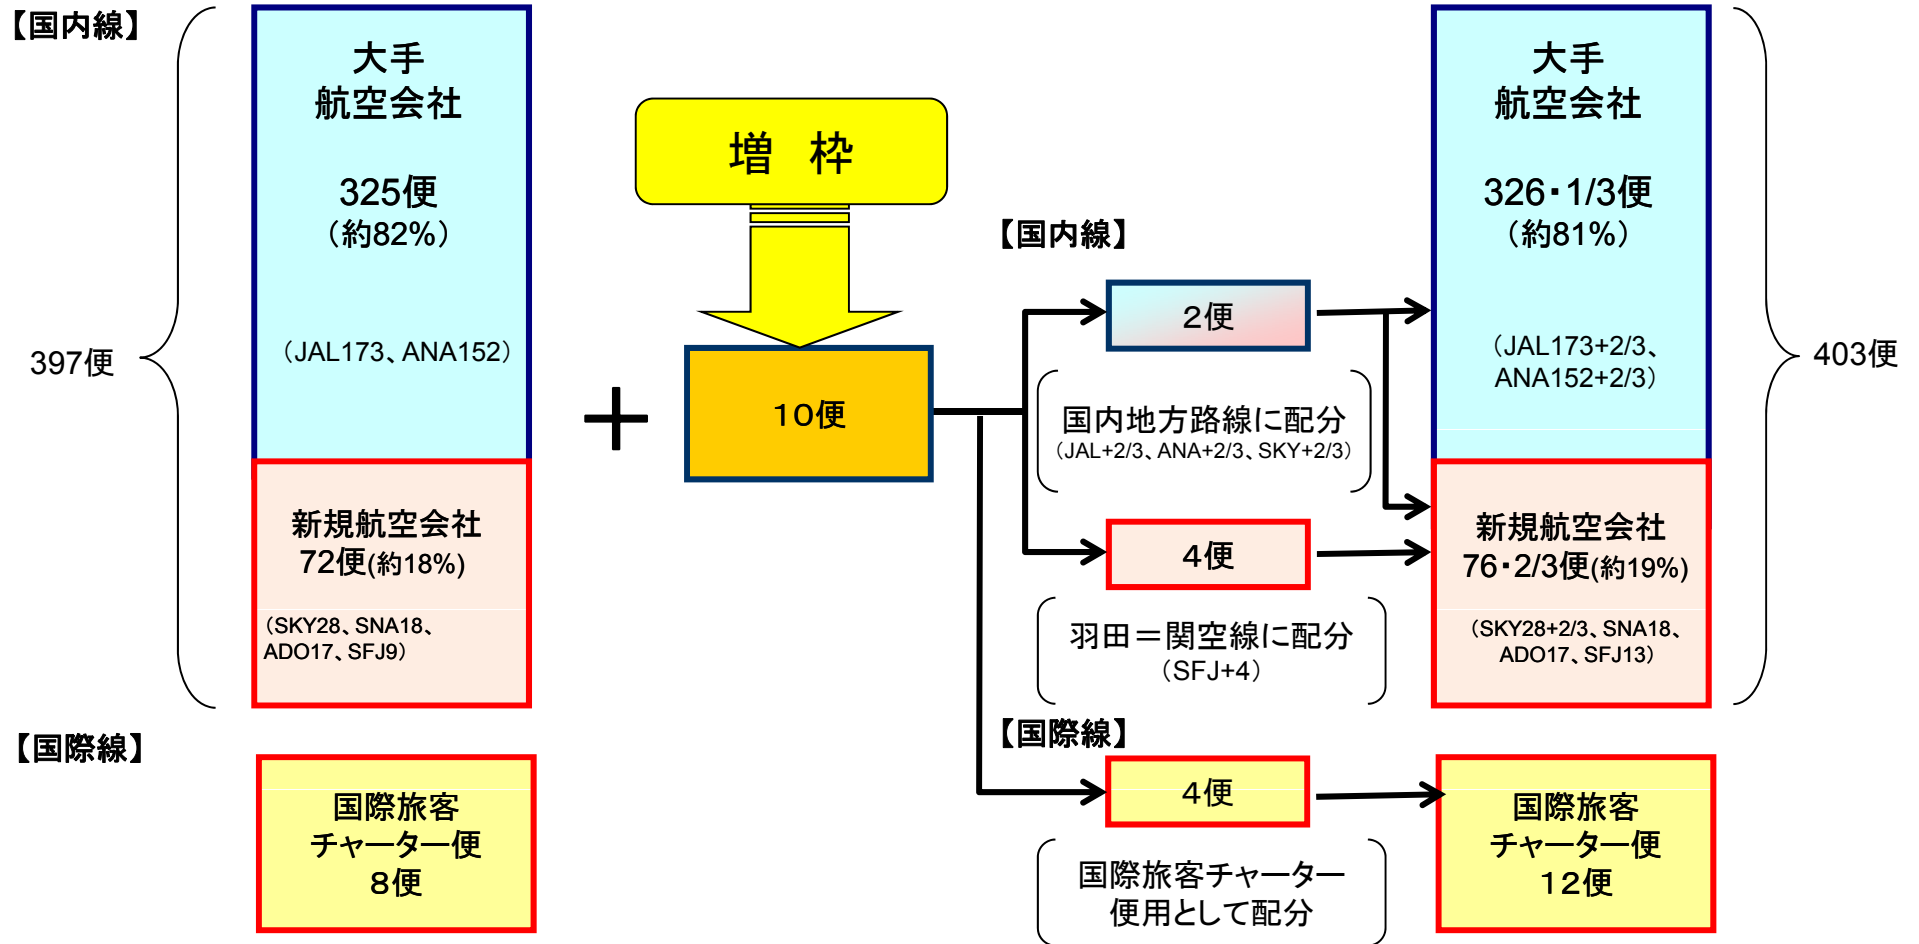 【国内線】
大手
航空会社
325便
（約82%）
（JAL173、ANA152）
397便
新規航空会社
72便(約18%)
（SKY28、SNA18、
ADO17、SFJ9）
【国際線】
国際旅客
チャーター便
８便
増　枠
＋
１０便
【国内線】
２便
国内地方路線に配分
（JAL+2/3、ANA+2/3、SKY+2/3）
４便
羽田＝関空線に配分
（SFJ+4）
【国際線】
４便
国際旅客チャーター
便用として配分
大手
航空会社
326・1/3便
（約81%）
（JAL173+2/3、
ANA152+2/3）
403便
新規航空会社
76・2/3便(約19%)
（SKY28+2/3、SNA18、
ADO17、SFJ13）
国際旅客
チャーター便
１２便